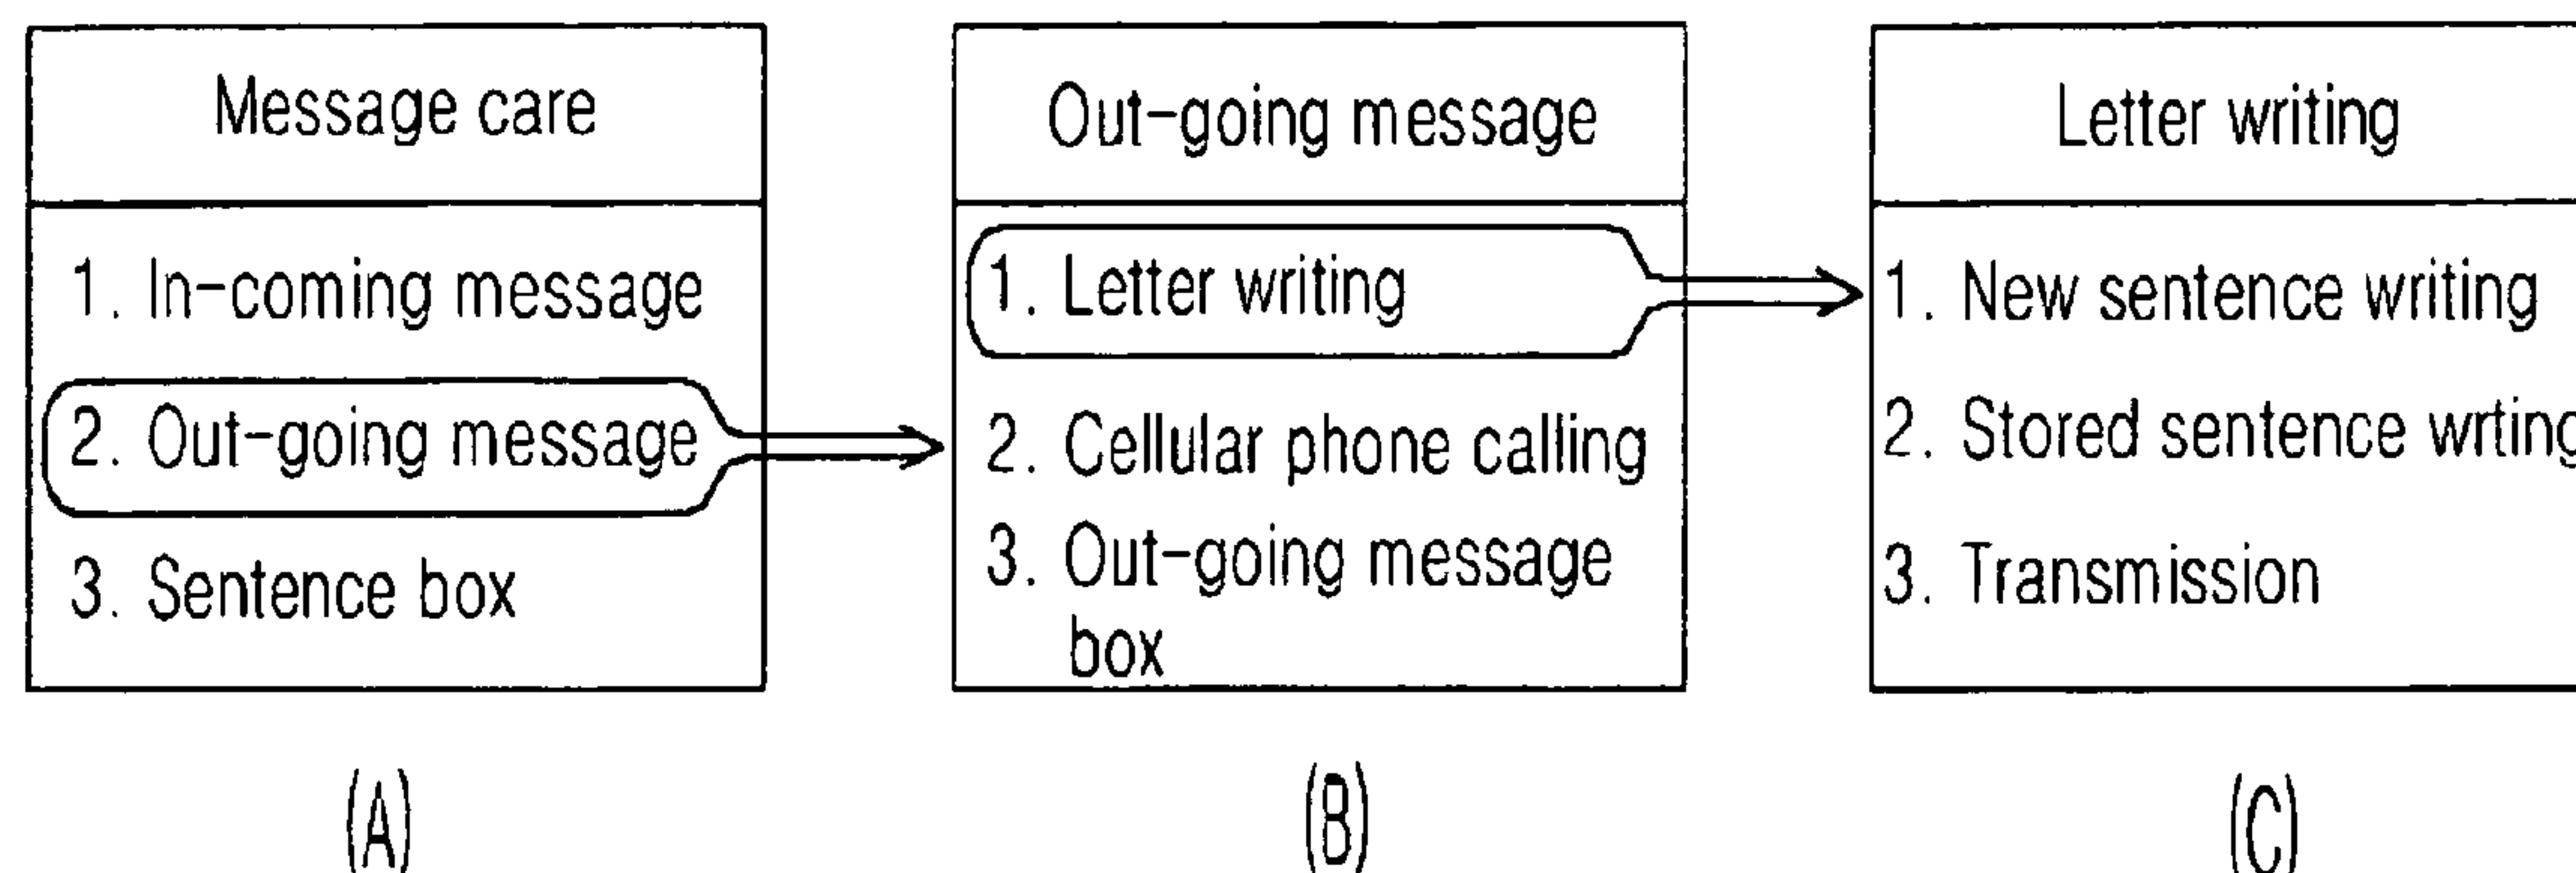 Message care
1. In-coming message
2. Out-going message
3. Sentence box
(A)
Out-going message
1. Letter writing
2. Cellular phone calling
3. Out-going message
box
(B)
Letter writing
1. New sentence writing
2. Stored sentence wrting
3. Transmission
(C)